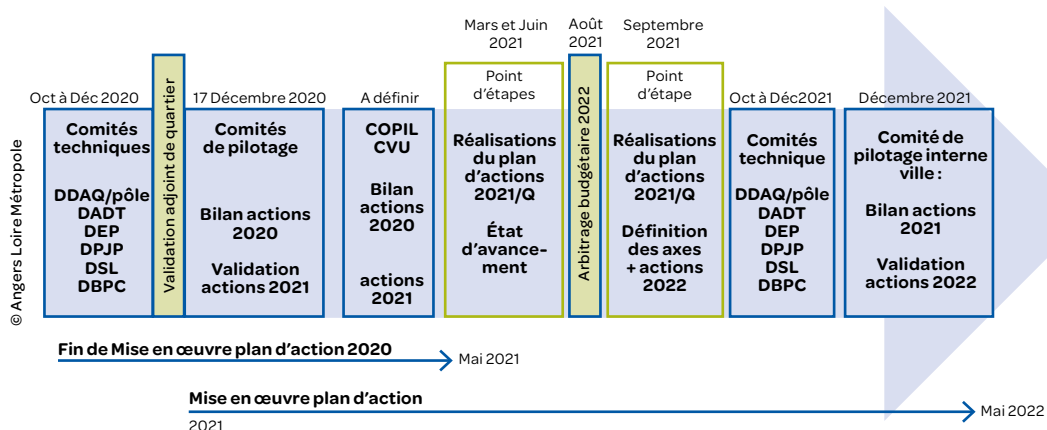 © Angers Loire Métropole
Oct à Déc 2020
Comités
techniques
DDAQ/pôle
DADT
DEP
DPJP
DSL
DBPC
Validation adjoint de quartier
17 Décembre 2020
Comités
de pilotage
Bilan actions
2020
Validation
actions 2021
A définir
COPIL
CVU
Bilan
actions
2020
actions
2021
Mars et Juin
2021
Point
d’étapes
Réalisations
du plan
d’actions
2021/Q
État
d’avance-
ment
Août
2021
Arbitrage budgétaire 2022
Septembre
2021
Point
d’étape
Réalisations
du plan
d’actions
2021/Q
Définition
des axes
+ actions
2022
Oct à Déc2021
Comités
technique
DDAQ/pôle
DADT
DEP
DPJP
DSL
DBPC
Décembre 2021
Comité de
pilotage interne
ville :
Bilan actions
2021
Validation
actions 2022
Fin de Mise en œuvre plan d’action 2020
Mai 2021
Mise en œuvre plan d’action
2021
Mai 2022